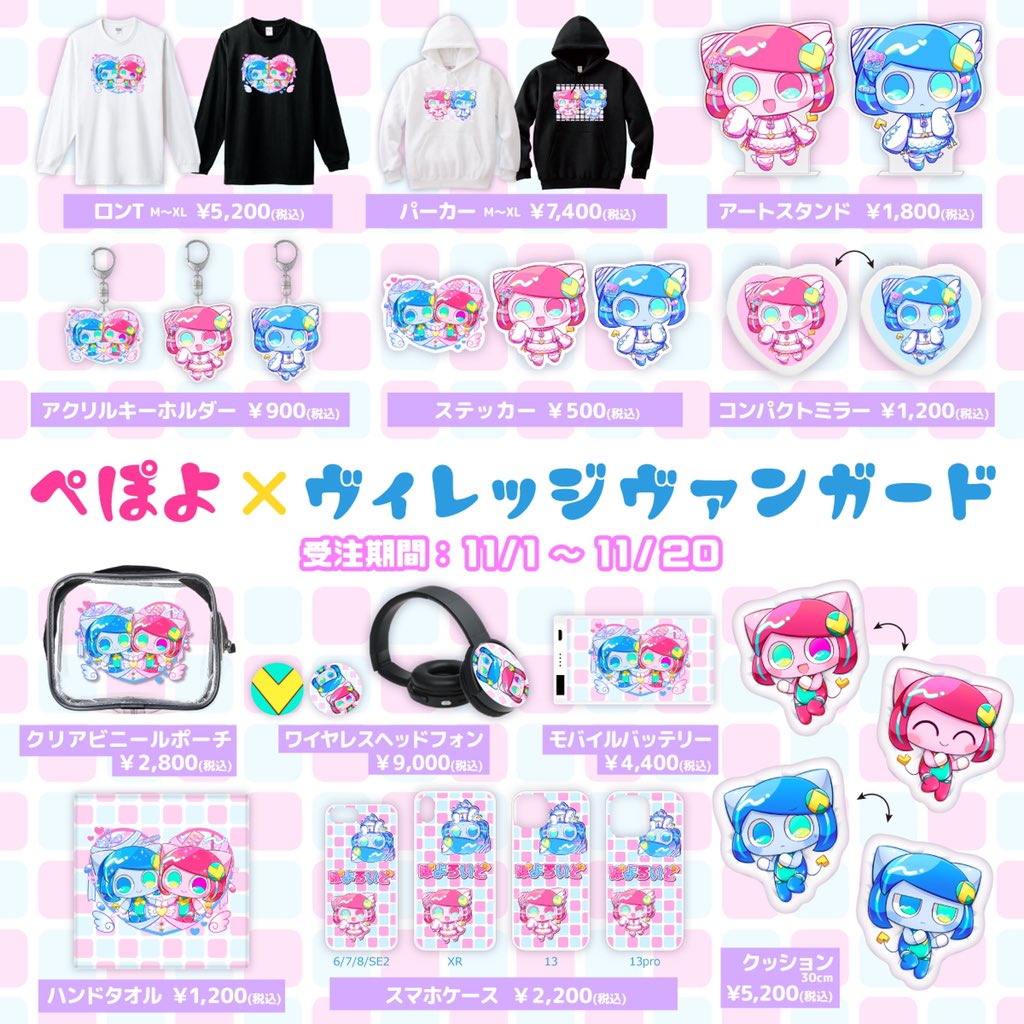 ロンT M～XL ¥5,200(税込)
パーカー M～XL ¥7,400(税込)
アートスタンド ¥1,800(税込)
アクリルキーホルダー ¥900(税込)
ステッカー ¥500(税込)
コンパクトミラー ¥1,200(税込)
ぺぽよ×ヴィレッジヴァンガード
受注期間：11/1 ～ 11/20
クリアビニールポーチ
¥2,800(税込)
ワイヤレスヘッドフォン
¥9,000(税込)
モバイルバッテリー
¥4,400(税込)
ぽよろいど
ぽよろいど
ぽよろいど
ぽよろいど
6/7/8/SE2
XR
13
13pro
ハンドタオル ¥1,200(税込)
スマホケース ¥2,200(税込)
クッション
30cm
¥5,200(税込)